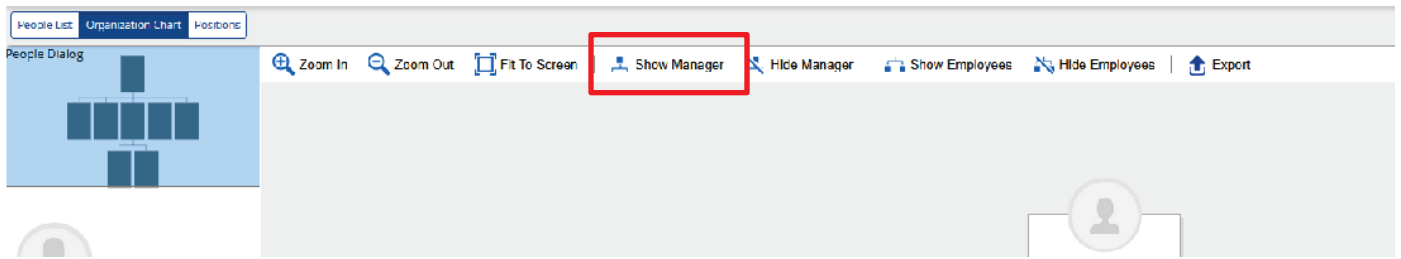 People List Organization Chart Positions
People Dialog
Zoom In Zoom Out Fit To Screen Show Manager Hide Manager Show Employees Hide Employees Export